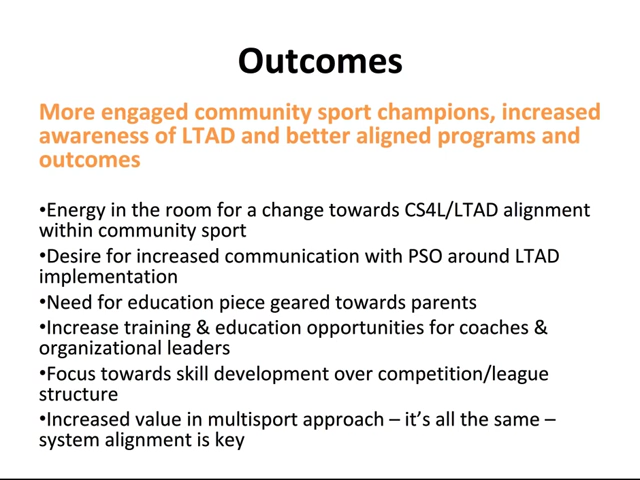 Outcomes
More engaged community sport champions, increased
awareness of LTAD and better aligned programs and
outcomes
•Energy in the room for a change towards CS4L/LTAD alignment
within community sport
•Desire for increased communication with PSO around LTAD
implementation
•Need for education piece geared towards parents
•Increase training & education opportunities for coaches &
organizational leaders
•Focus towards skill development over competition/league
structure
•Increased value in multisport approach – it’s all the same –
system alignment is key